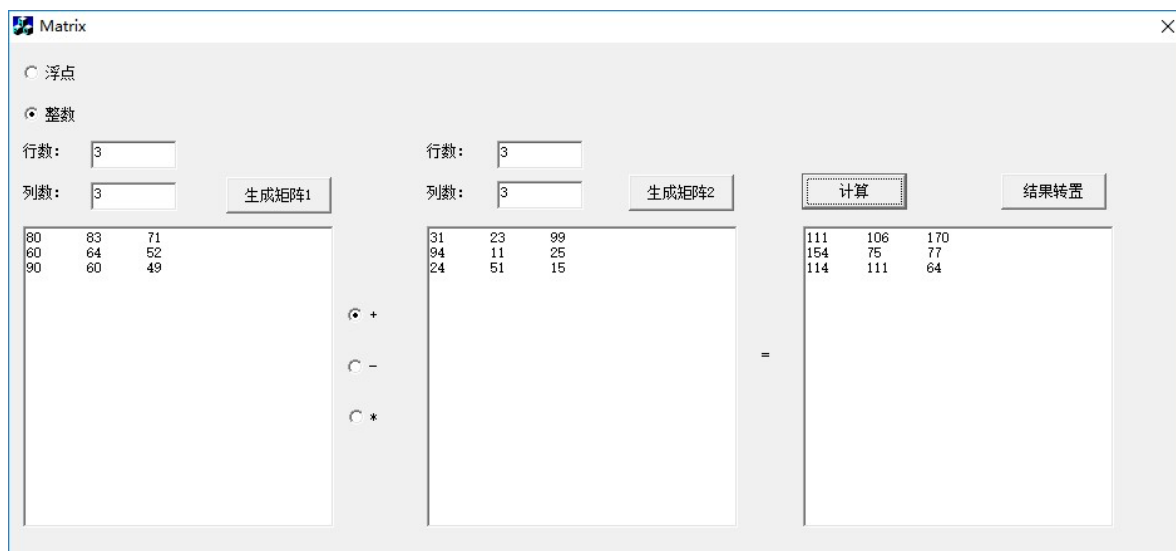 Matrix
浮点
整数
行数: 3 行数: 3
列数: 3 生成矩阵1 列数: 3 生成矩阵2 计算 结果转置
80 83 71 31 23 99 111 106 170
60 64 52 94 11 25 154 75 77
90 60 49 24 51 15 114 111 64
+
=
-
*